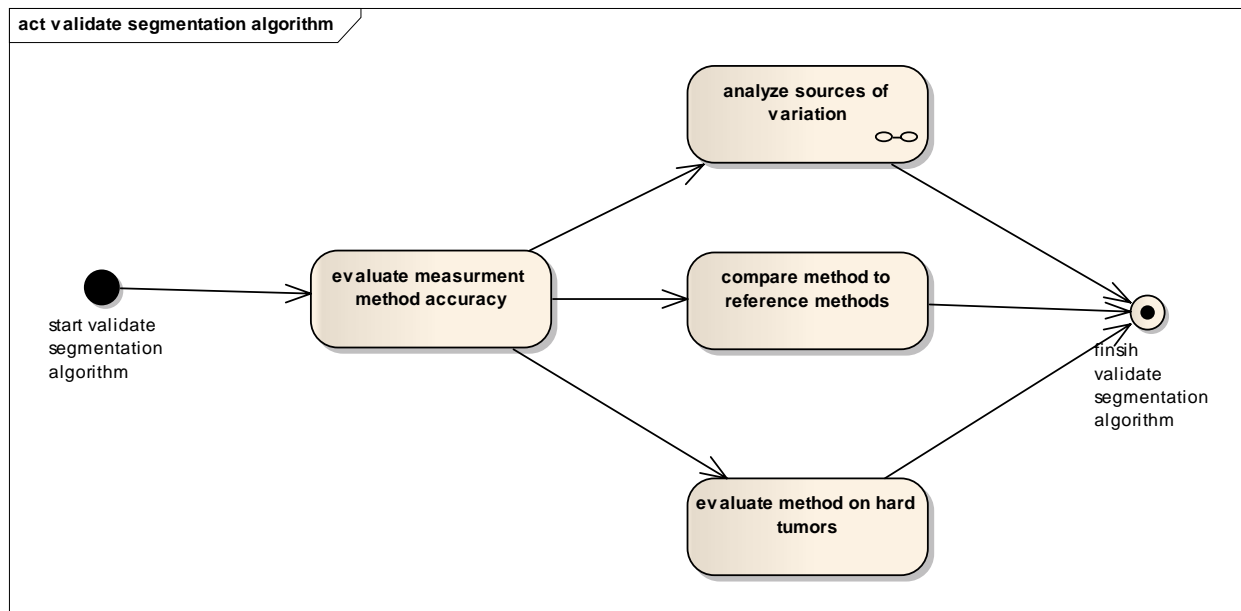 act validate segmentation algorithm
analyze sources of
variation
evaluate measurment
method accuracy
compare method to
reference methods
start validate
segmentation
algorithm
finsih
validate
segmentation
algorithm
evaluate method on hard
tumors